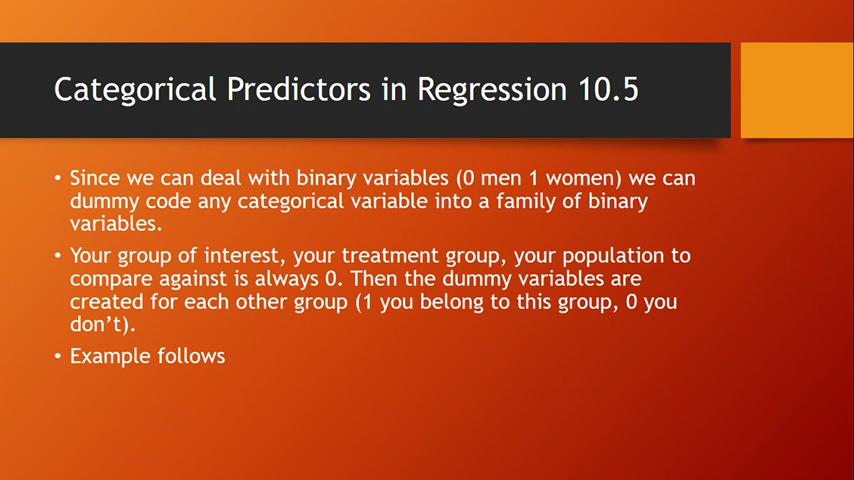 Categorical Predictors in Regression 10.5
• Since we can deal with binary variables (0 men 1 women) we can
dummy code any categorical variable into a family of binary
variables.
• Your group of interest, your treatment group, your population to
compare against is always 0. Then the dummy variables are
created for each other group (1 you belong to this group, 0 you
don’t).
• Example follows